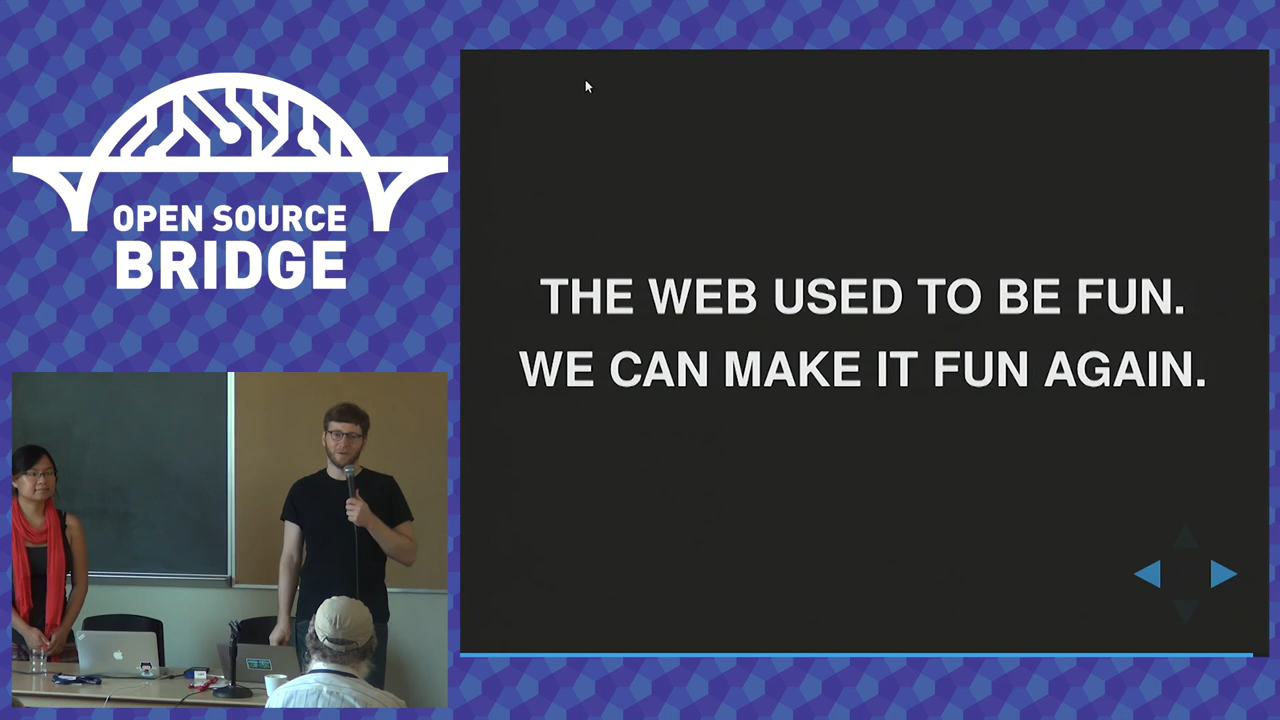 OPEN SOURCE
BRIDGE
THE WEB USED TO BE FUN.
WE CAN MAKE IT FUN AGAIN.